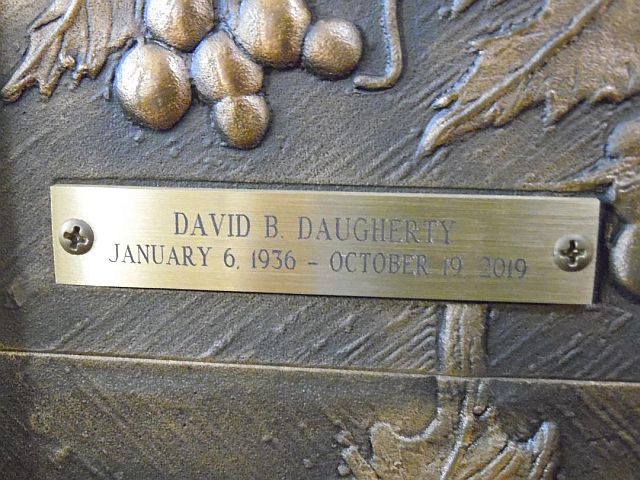 DAVID B. DAUGHERTY
JANUARY 6, 1936 - OCTOBER 19, 2019